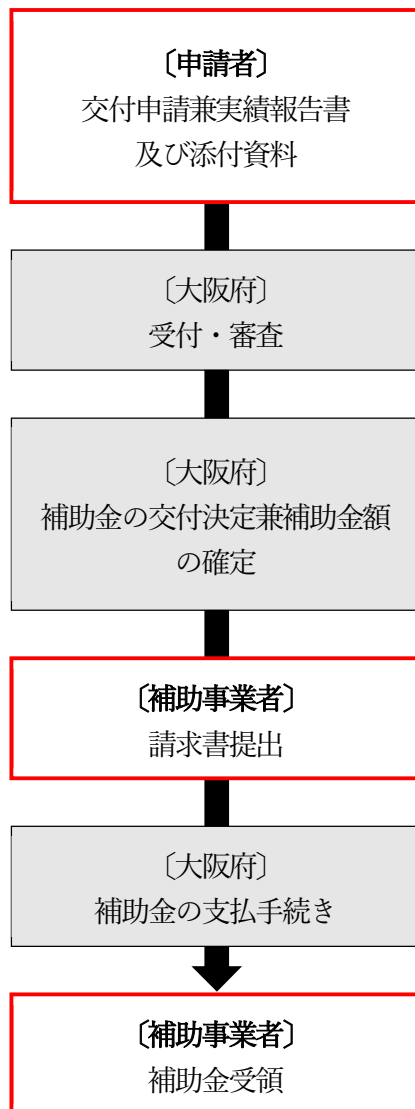 〔申請者〕
交付申請兼実績報告書
及び添付資料
〔大阪府〕
受付・審査
〔大阪府〕
補助金の交付決定兼補助金額
の確定
〔補助事業者〕
請求書提出
〔大阪府〕
補助金の支払手続き
〔補助事業者〕
補助金受領